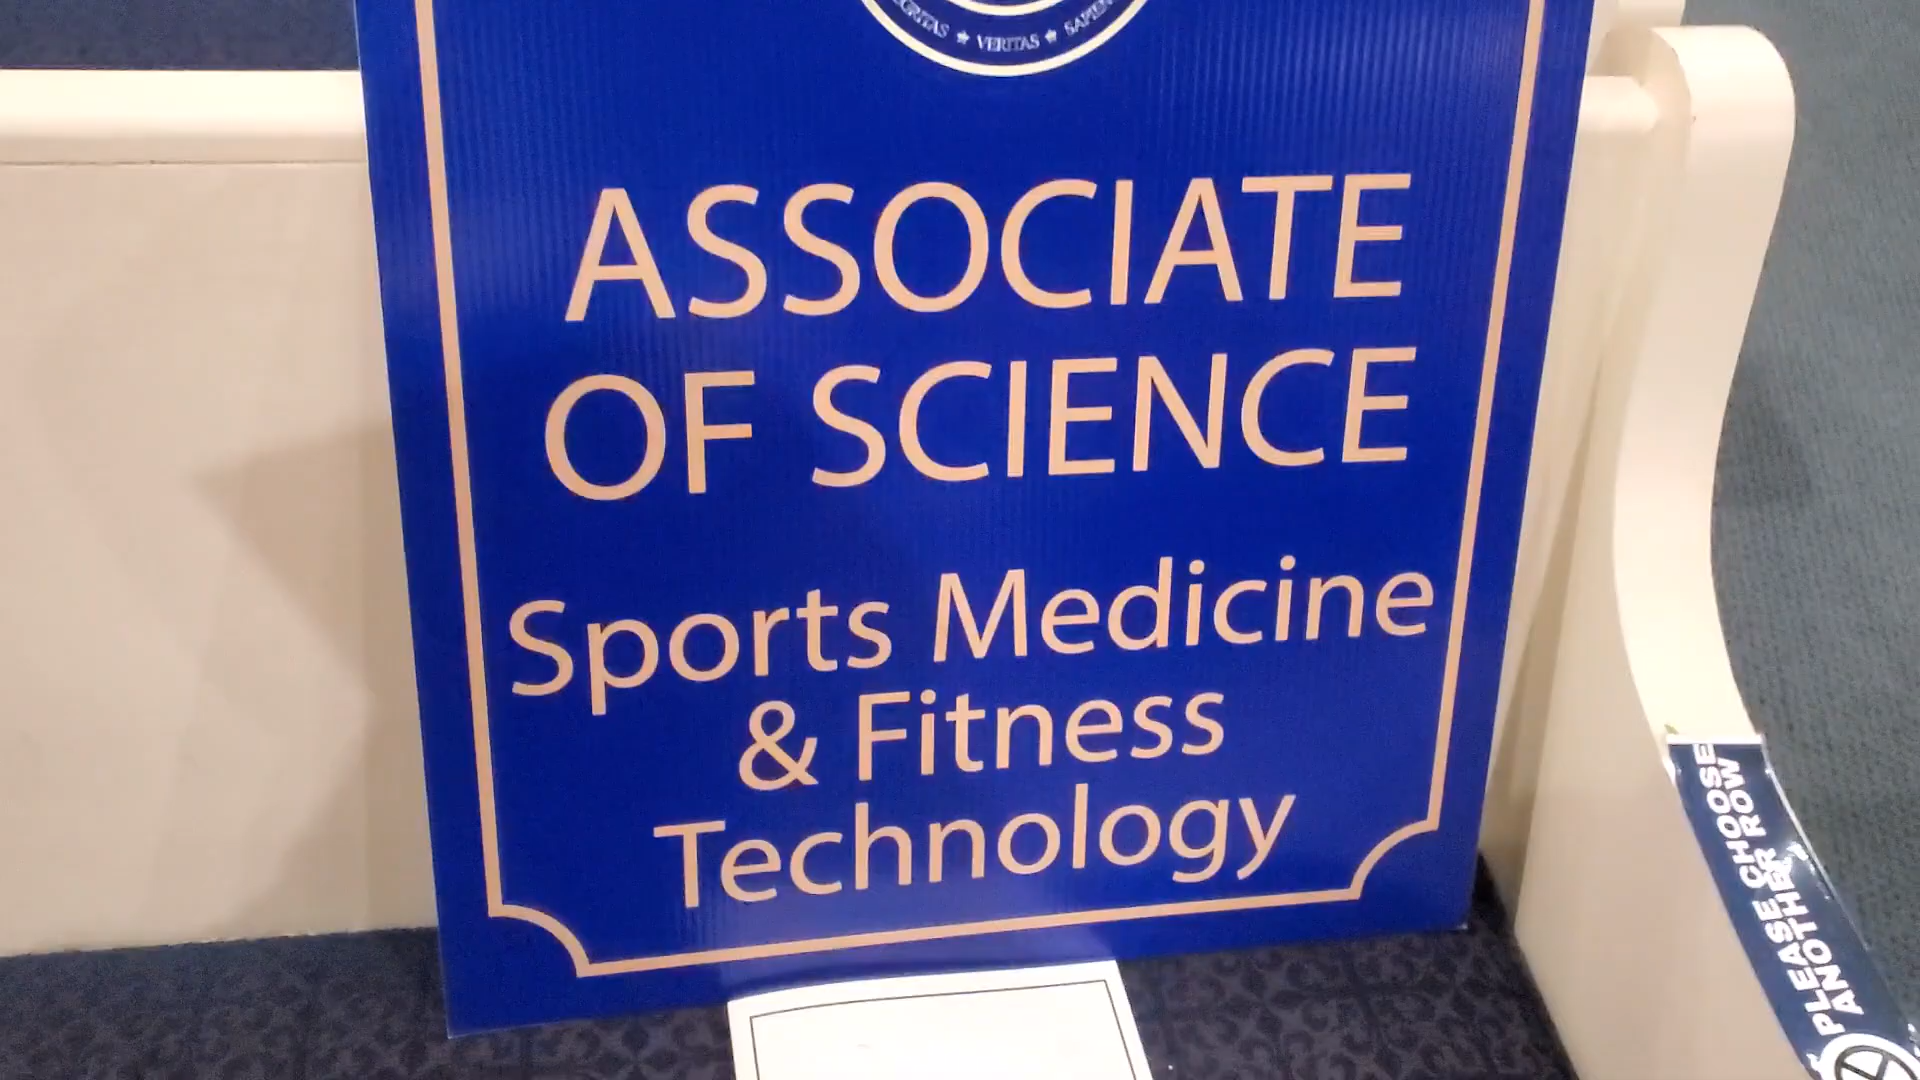 VERITAS
ASSOCIATE
OF SCIENCE
Sports Medicine
& Fitness
Technology
PLEASE CHOOSE
ANOTHER ROW